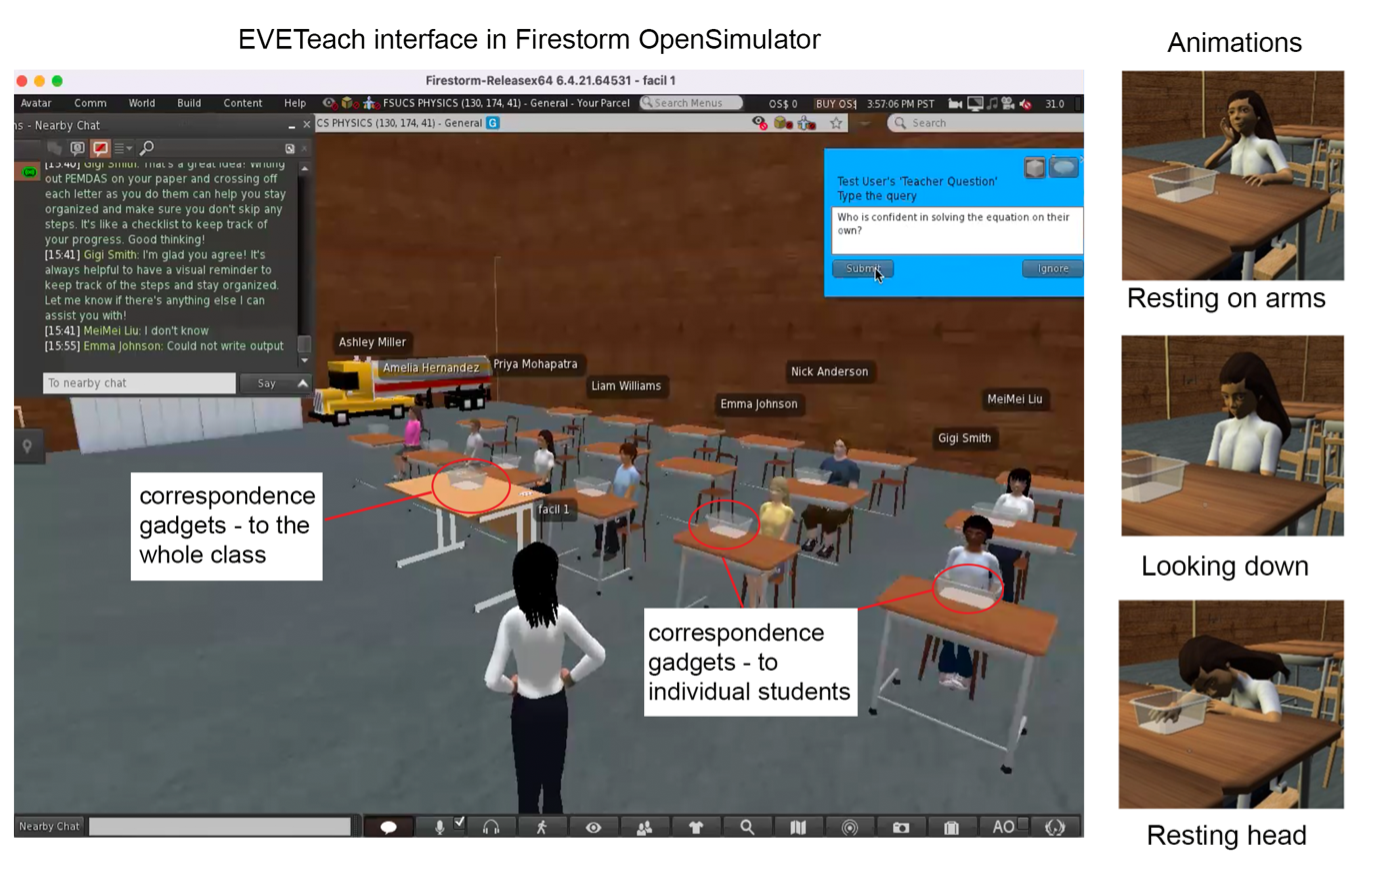 EVETeach interface in Firestorm OpenSimulator
Animations
Firestorm-Releasex64 6.4.21.64531 - facil 1
Avatar Comm World Build Content Help FSUCS PHYSICS (130, 174, 41) - General - Your Parcel Search Menus OS$ 0 BUY OS$ 3:57:06 PM PST 31.0
ns - Nearby Chat
CS PHYSICS (130, 174, 41) - General G
Search
[15:40] Gigi Smith: That's a great idea! Writing
out PEMDAS on your paper and crossing off
each letter as you do them can help you stay
organized and make sure you don't skip any
steps. It's like a checklist to keep track of
your progress. Good thinking!
[15:41] Gigi Smith: I'm glad you agree! It's
always helpful to have a visual reminder to
keep track of the steps and stay organized.
Let me know if there's anything else I can
assist you with!
[15:41] MeiMei Liu: I don't know
[15:55] Emma Johnson: Could not write output
To nearby chat
Say
Test User's 'Teacher Question'
Type the query
Who is confident in solving the equation on their
own?
Submit
Ignore
Ashley Miller
Amelia Hernandez
Priya Mohapatra
Liam Williams
Nick Anderson
Emma Johnson
MeiMei Liu
Gigi Smith
facil 1
correspondence
gadgets - to the
whole class
correspondence
gadgets - to
individual students
Nearby Chat
AO
Resting on arms
Looking down
Resting head